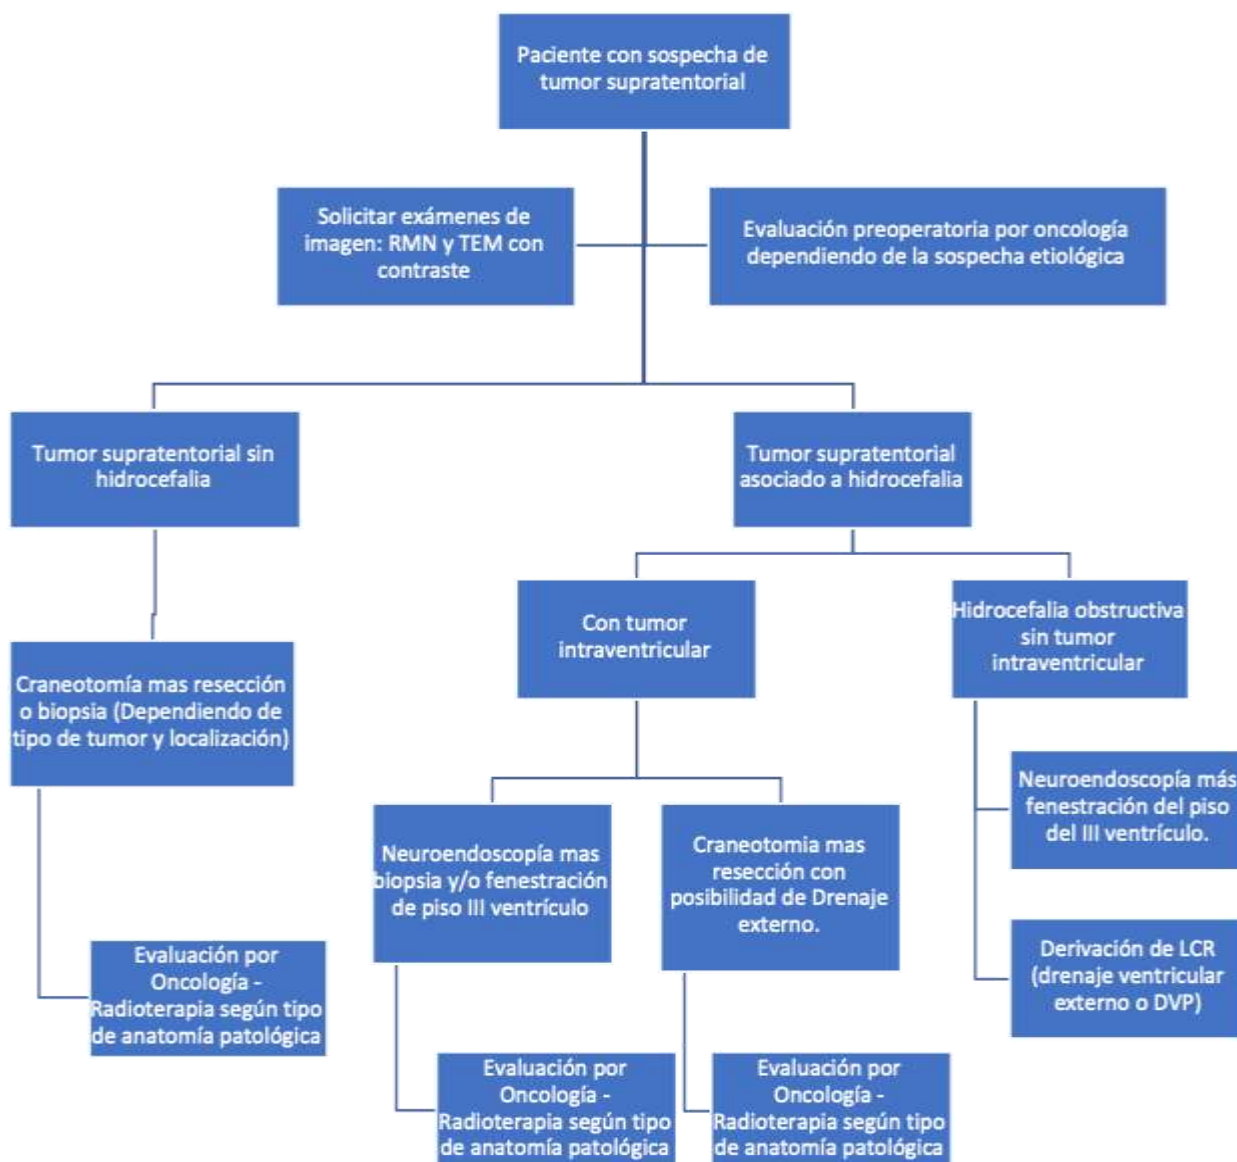 Paciente con sospecha de
tumor supratentorial
Solicitar exámenes de
imagen: RMN y TEM con
contraste
Evaluación preoperatoria por oncología
dependiendo de la sospecha etiológica
Tumor supratentorial sin
hidrocefalia
Tumor supratentorial
asociado a hidrocefalia
Craneotomía mas resección
o biopsia (Dependiendo de
tipo de tumor y localización)
Con tumor
intraventricular
Hidrocefalia obstructiva
sin tumor
intraventricular
Neuroendoscopía mas
biopsia y/o fenestración
de piso III ventrículo
Craneotomia mas
resección con
posibilidad de Drenaje
externo.
Neuroendoscopía más
fenestración del piso
del III ventrículo.
Derivación de LCR
(drenaje ventricular
externo o DVP)
Evaluación por
Oncología -
Radioterapia según tipo
de anatomía patológica
Evaluación por
Oncología -
Radioterapia según tipo
de anatomía patológica
Evaluación por
Oncología -
Radioterapia según tipo
de anatomía patológica